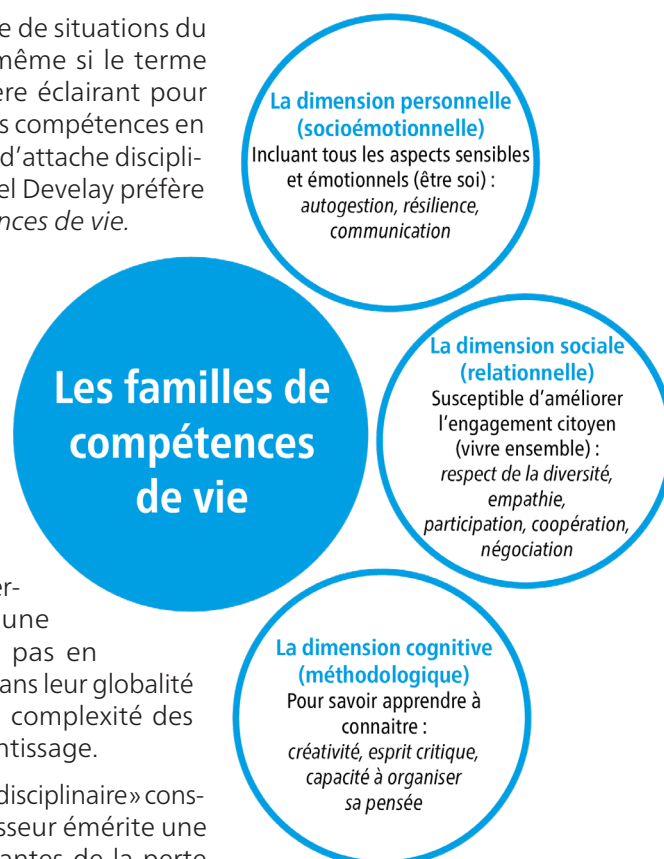 e de situations du
même si le terme
ère éclairant pour
s compétences en
d'attache discipli-
el Develay préfère
nces de vie.
La dimension personnelle
(socioémotionnelle)
Incluant tous les aspects sensibles
et émotionnels (être soi) :
autogestion, résilience,
communication
Les familles de
compétences
de vie
La dimension sociale
(relationnelle)
Susceptible d'améliorer
l'engagement citoyen
(vivre ensemble) :
respect de la diversité,
empathie,
participation, coopération,
négociation
er-
une
pas en
ans leur globalité
complexité des
ntissage.
disciplinaire» cons-
sseur émérite une
antes de la perte
La dimension cognitive
(méthodologique)
Pour savoir apprendre à
connaitre :
créativité, esprit critique,
capacité à organiser
sa pensée